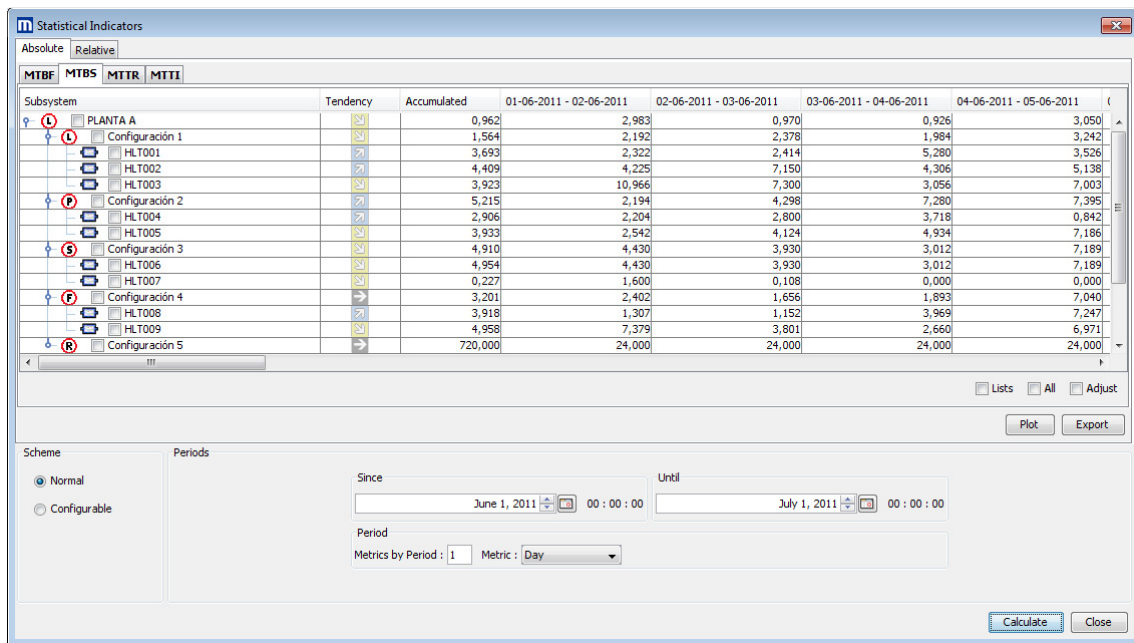 Statistical Indicators
Absolute Relative
MTBF MTBS MTTR MTTI
Subsystem Tendency Accumulated 01-06-2011 - 02-06-2011 02-06-2011 - 03-06-2011 03-06-2011 - 04-06-2011 04-06-2011 - 05-06-2011
L PLANTA A 0,962 2,983 0,970 0,926 3,050
L Configuración 1 1,564 2,192 2,378 1,984 3,242
HLT001 3,693 2,322 2,414 5,280 3,526
HLT002 4,409 4,225 7,150 4,306 5,138
HLT003 3,923 10,966 7,300 3,056 7,003
P Configuración 2 5,215 2,194 4,298 7,280 7,395
HLT004 2,906 2,204 2,800 3,718 0,842
HLT005 3,933 2,542 4,124 4,934 7,186
S Configuración 3 4,910 4,430 3,930 3,012 7,189
HLT006 4,954 4,430 3,930 3,012 7,189
HLT007 0,227 1,600 0,108 0,000 0,000
F Configuración 4 3,201 2,402 1,656 1,893 7,040
HLT008 3,918 1,307 1,152 3,969 7,247
HLT009 4,958 7,379 3,801 2,660 6,971
R Configuración 5 720,000 24,000 24,000 24,000 24,000
Lists All Adjust
Plot Export
Scheme Periods
Normal
Configurable
Since Until
June 1, 2011 00 : 00 : 00 July 1, 2011 00 : 00 : 00
Period
Metrics by Period : 1 Metric : Day
Calculate Close